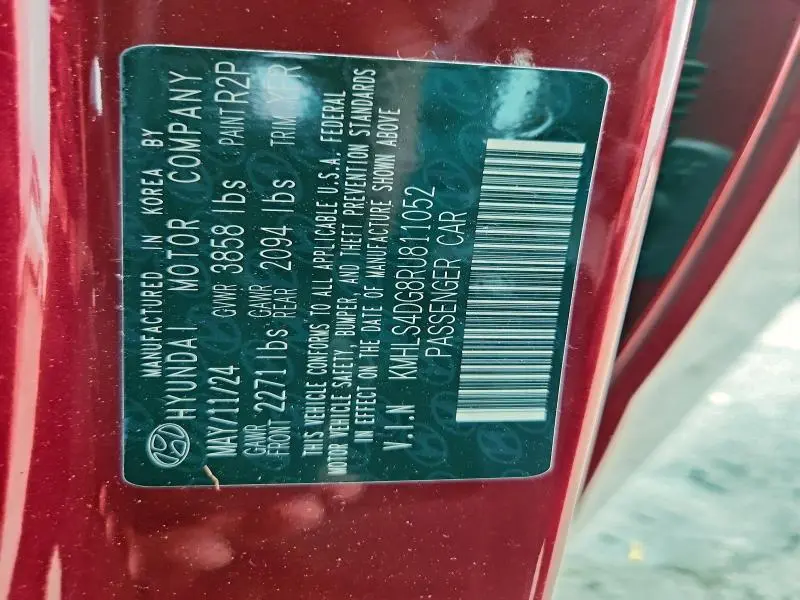 MANUFACTURED IN KOREA BY
HYUNDAI MOTOR COMPANY
MAY/11/24 GVWR 3858 lbs PAINT R2P
GAWR FRONT 2271 lbs GAWR REAR 2094 lbs TRIM
THIS VEHICLE CONFORMS TO ALL APPLICABLE U.S.A. FEDERAL
MOTOR VEHICLE SAFETY, BUMPER, AND THEFT PREVENTION STANDARDS
IN EFFECT ON THE DATE OF MANUFACTURE SHOWN ABOVE
V.I.N KMHLS4DG8RU811052
PASSENGER CAR